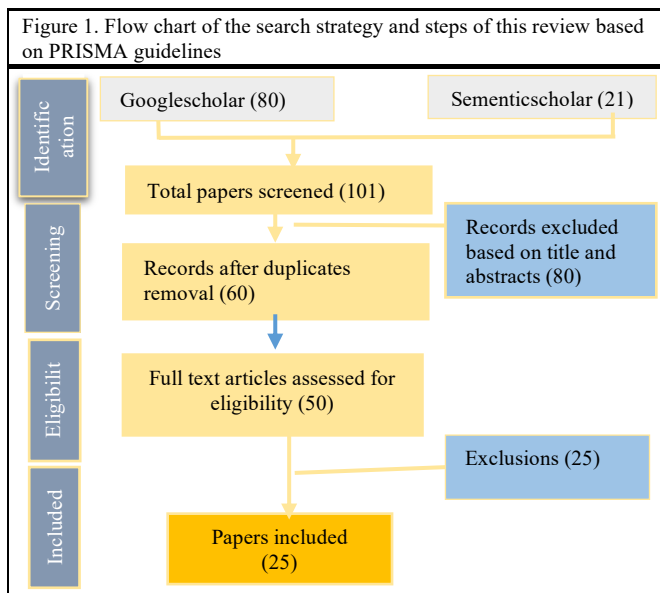 Figure 1. Flow chart of the search strategy and steps of this review based
on PRISMA guidelines
Identific
ation
Googlescholar (80)
Sementicscholar (21)
Total papers screened (101)
Screening
Records excluded
based on title and
abstracts (80)
Records after duplicates
removal (60)
Eligibilit
Full text articles assessed for
eligibility (50)
Exclusions (25)
Included
Papers included
(25)